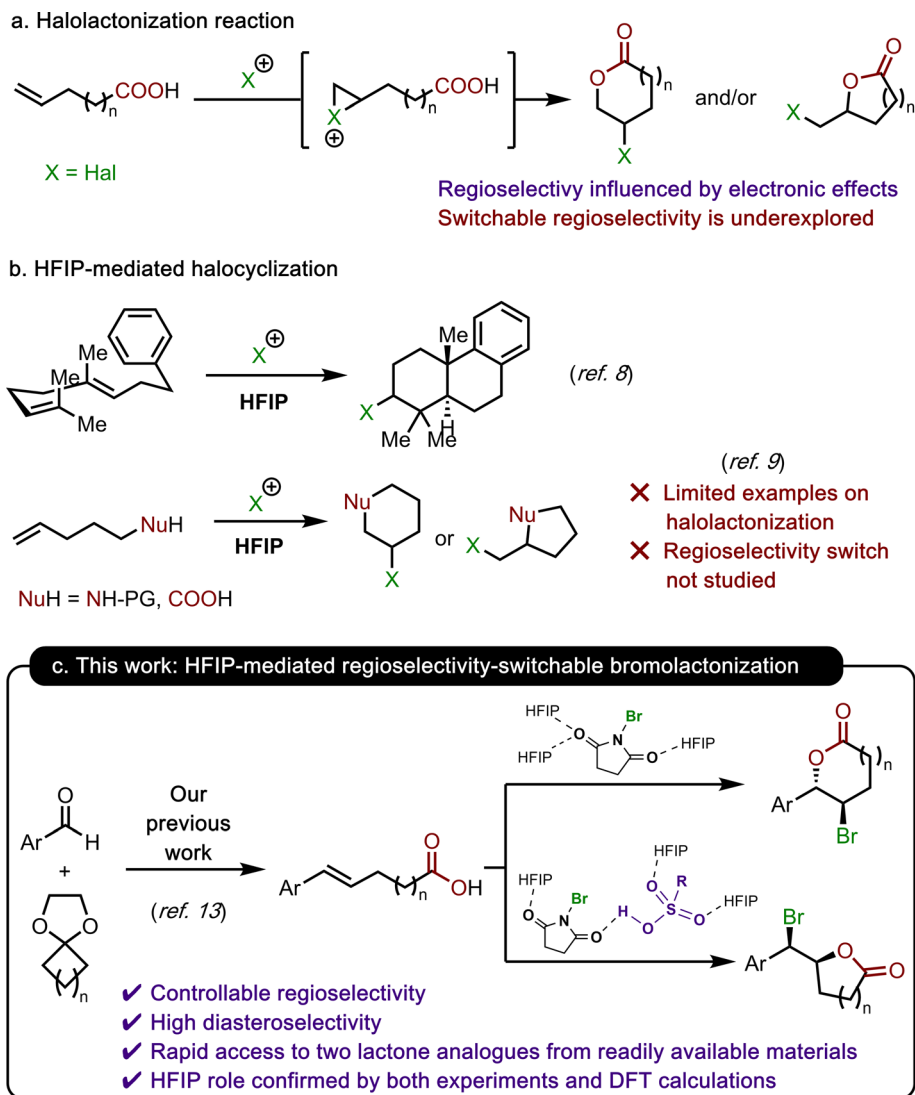 a. Halolactonization reaction
COOH
n
X
⊕
X
⊕
COOH
n
O
O
n
X
and/or
O
O
X
n
X = Hal
Regioselectivy influenced by electronic effects
Switchable regioselectivity is underexplored
b. HFIP-mediated halocyclization
Me
Me
Me
X
⊕
HFIP
Me
X
H
Me
Me
(ref. 8)
NuH
X
⊕
HFIP
Nu
X
or
Nu
X
NuH = NH-PG, COOH
(ref. 9)
✕ Limited examples on
halolactonization
✕ Regioselectivity switch
not studied
c. This work: HFIP-mediated regioselectivity-switchable bromolactonization
O
Ar
H
+
O
O
n
Our
previous
work
(ref. 13)
Ar
O
OH
n
HFIP
HFIP
O
Br
N
O
HFIP
O
O
n
Ar
Br
HFIP
O
Br
N
O
H
HFIP
O
R
S
O
O
HFIP
Br
Ar
O
O
n
✔ Controllable regioselectivity
✔ High diasteroselectivity
✔ Rapid access to two lactone analogues from readily available materials
✔ HFIP role confirmed by both experiments and DFT calculations